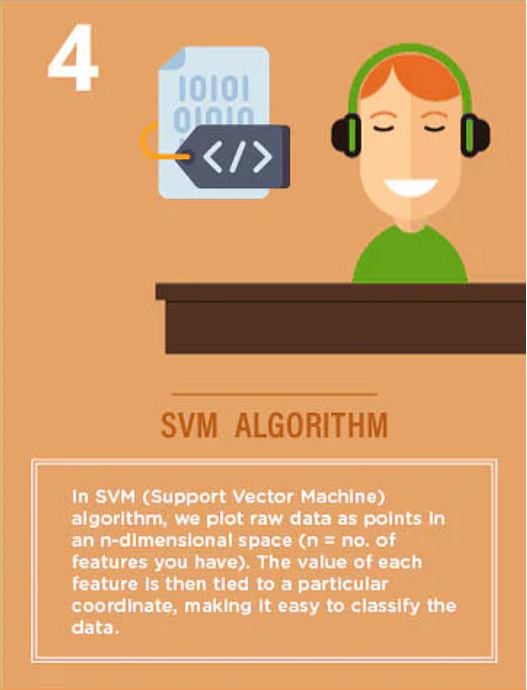 4
10101
01010
</>
SVM ALGORITHM
In SVM (Support Vector Machine)
algorithm, we plot raw data as points in
an n-dimensional space (n = no. of
features you have). The value of each
feature is then tied to a particular
coordinate, making it easy to classify the
data.